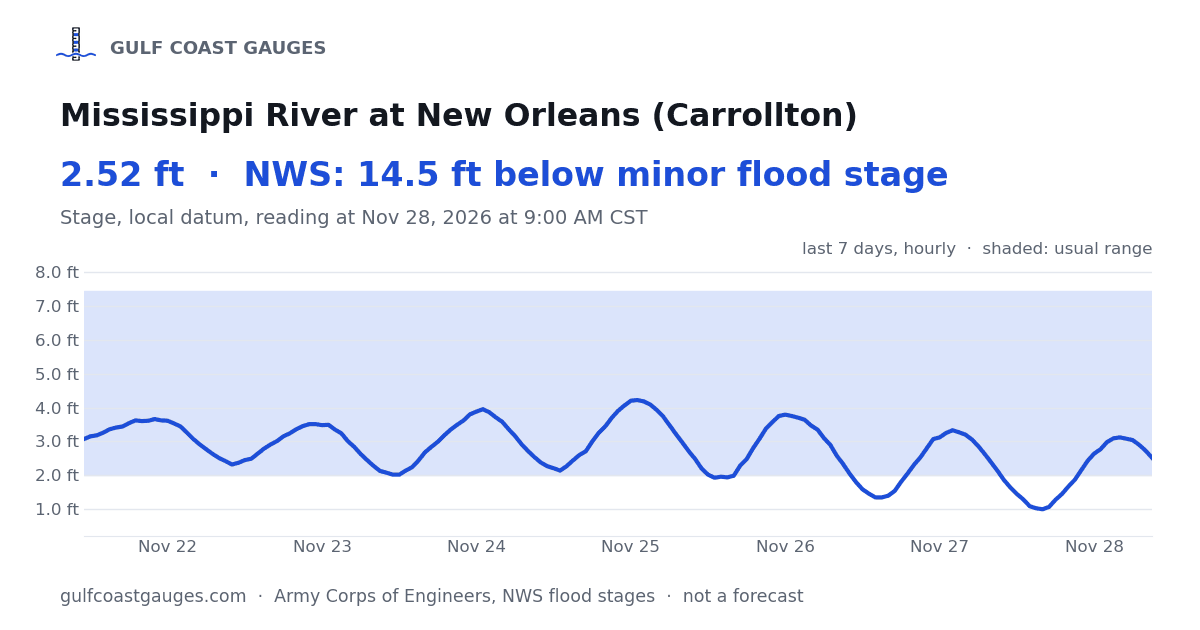 GULF COAST GAUGES
Mississippi River at New Orleans (Carrollton)
2.52 ft · NWS: 14.5 ft below minor flood stage
Stage, local datum, reading at Nov 28, 2026 at 9:00 AM CST
last 7 days, hourly · shaded: usual range
8.0 ft
7.0 ft
6.0 ft
5.0 ft
4.0 ft
3.0 ft
2.0 ft
1.0 ft
Nov 22 Nov 23 Nov 24 Nov 25 Nov 26 Nov 27 Nov 28
gulfcoastgauges.com · Army Corps of Engineers, NWS flood stages · not a forecast